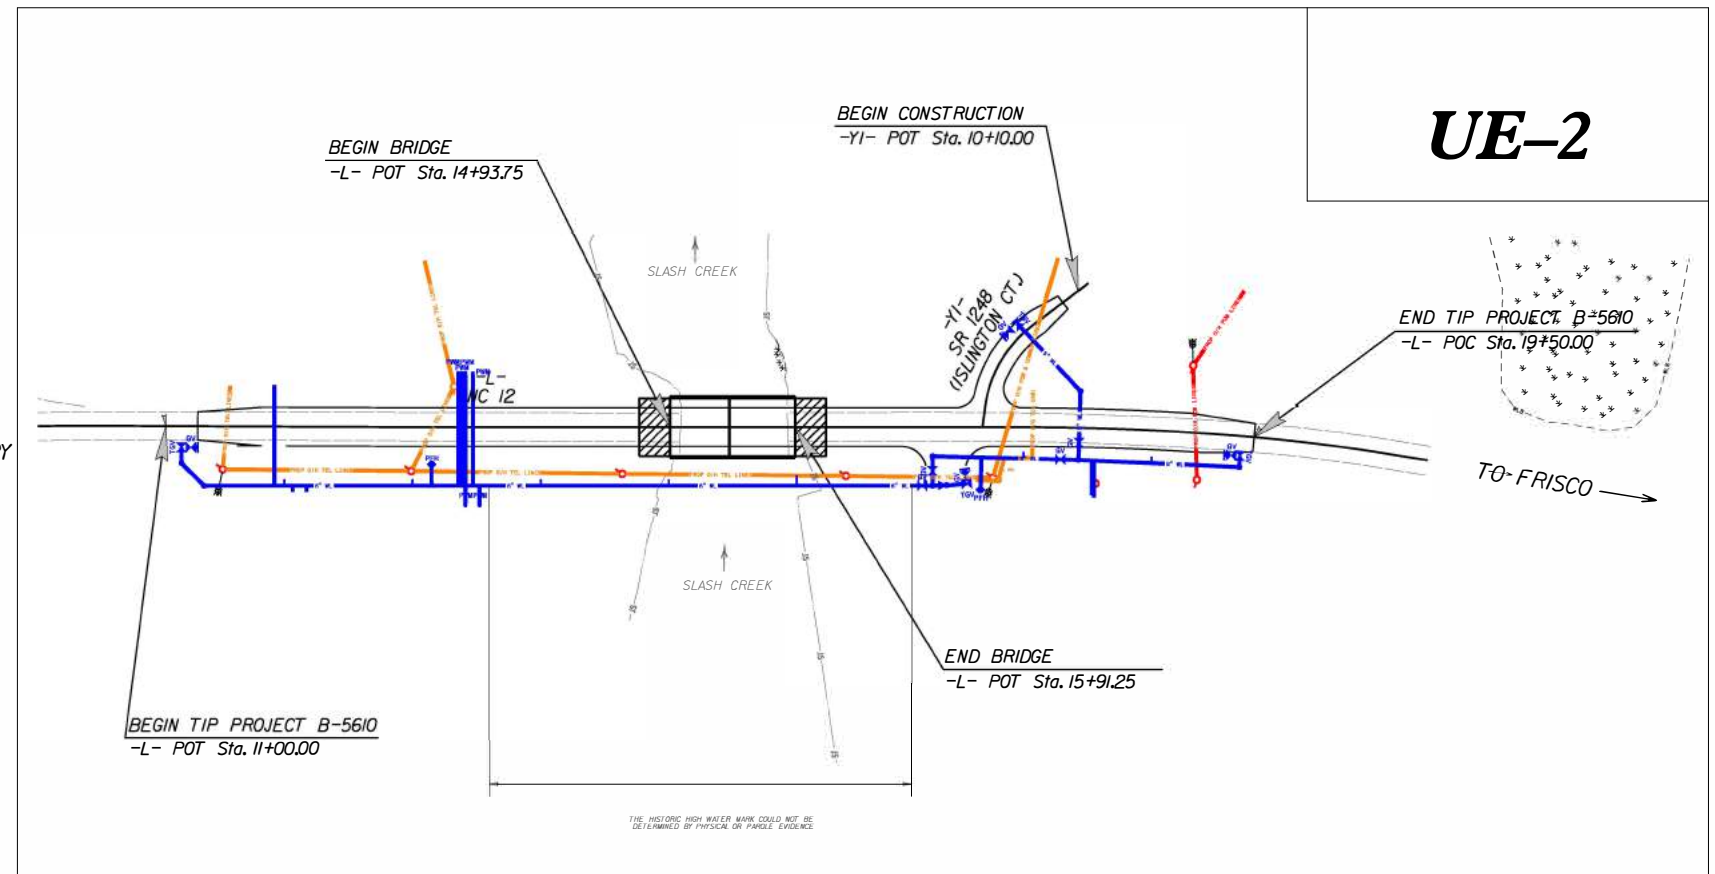 UE–2
BEGIN CONSTRUCTION
-Y1- POT Sta. 10+10.00
BEGIN BRIDGE
-L- POT Sta. 14+93.75
SLASH CREEK
-Y1-
SR 1248
(ISLINGTON CT.)
END TIP PROJECT B-5610
-L- POC Sta. 19+50.00
-L-
NC 12
TO FRISCO
SLASH CREEK
END BRIDGE
-L- POT Sta. 15+91.25
BEGIN TIP PROJECT B-5610
-L- POT Sta. 11+00.00
THE HISTORIC HIGH WATER MARK COULD NOT BE
DETERMINED BY PHYSICAL OR PAROLE EVIDENCE